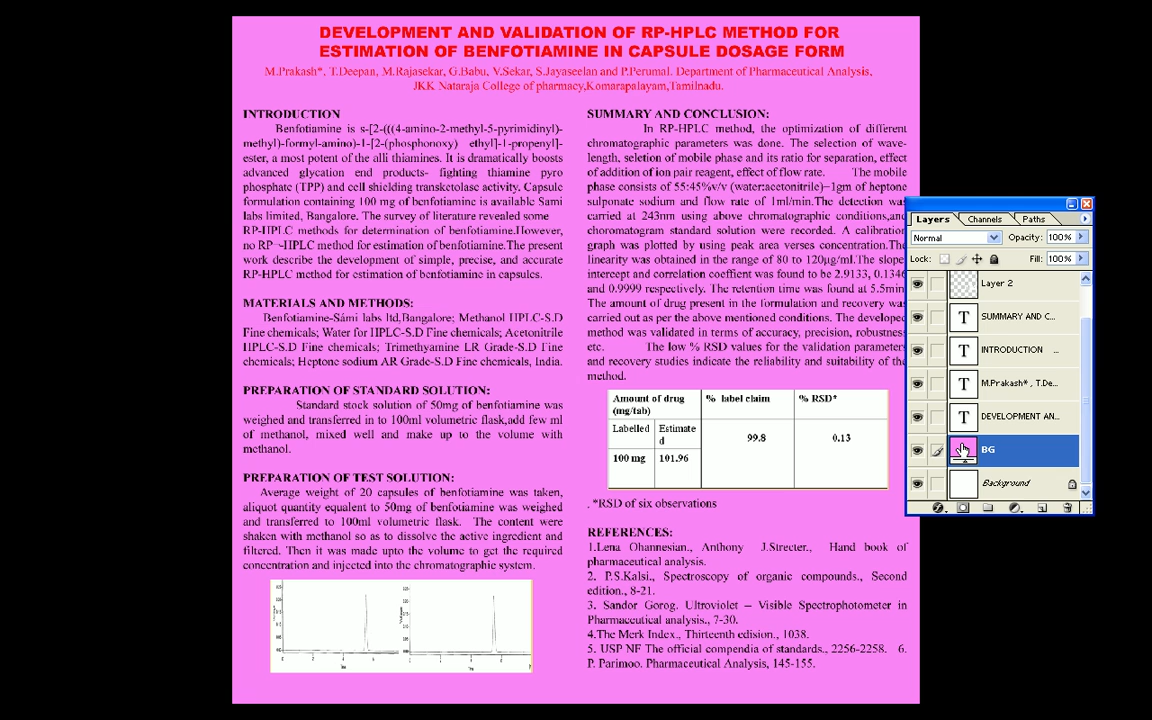 DEVELOPMENT AND VALIDATION OF RP-HPLC METHOD FOR
ESTIMATION OF BENFOTIAMINE IN CAPSULE DOSAGE FORM
M.Prakash*, T.Deepan, M.Rajasekar, G.Babu, V.Sekar, S.Jayaseelan and P.Perumal. Department of Pharmaceutical Analysis,
JKK Nataraja College of pharmacy,Komarapalayam,Tamilnadu.
INTRODUCTION
Benfotiamine is s-[2-(((4-amino-2-methyl-5-pyrimidinyl)-
methyl)-formyl-amino)-1-[2-(phosphonoxy) ethyl]-1-propenyl]-
ester, a most potent of the alli thiamines. It is dramatically boosts
advanced glycation end products- fighting thiamine pyro
phosphate (TPP) and cell shielding transketolase activity. Capsule
formulation containing 100 mg of benfotiamine is available Sami
labs limited, Bangalore. The survey of literature revealed some
RP-HPLC methods for determination of benfotiamine.However,
no RP-HPLC method for estimation of benfotiamine.The present
work describe the development of simple, precise, and accurate
RP-HPLC method for estimation of benfotiamine in capsules.
MATERIALS AND METHODS:
Benfotiamine-Sámi labs ltd,Bangalore; Methanol HPLC-S.D
Fine chemicals; Water for HPLC-S.D Fine chemicals; Acetonitrile
HPLC-S.D Fine chemicals; Trimethyamine LR Grade-S.D Fine
chemicals; Heptone sodium AR Grade-S.D Fine chemicals, India.
PREPARATION OF STANDARD SOLUTION:
Standard stock solution of 50mg of benfotiamine was
weighed and transferred in to 100ml volumetric flask,add few ml
of methanol, mixed well and make up to the volume with
methanol.
PREPARATION OF TEST SOLUTION:
Average weight of 20 capsules of benfotiamine was taken,
aliquot quantity equalent to 50mg of benfotiamine was weighed
and transferred to 100ml volumetric flask. The content were
shaken with methanol so as to dissolve the active ingredient and
filtered. Then it was made upto the volume to get the required
concentration and injected into the chromatographic system.
SUMMARY AND CONCLUSION:
In RP-HPLC method, the optimization of different
chromatographic parameters was done. The selection of wave-
length, seletion of mobile phase and its ratio for separation, effect
of addition of ion pair reagent, effect of flow rate. The mobile
phase consists of 55:45%v/v (water:acetonitrile)-1gm of heptone
sulponate sodium and flow rate of 1ml/min.The detection was
carried at 243nm using above chromatographic conditions,and
choromatogram standard solution were recorded. A calibration
graph was plotted by using peak area verses concentration.The
linearity was obtained in the range of 80 to 120µg/ml.The slope,
intercept and correlation coeffient was found to be 2.9133, 0.1346
and 0.9999 respectively. The retention time was found at 5.5min.
The amount of drug present in the formulation and recovery was
carried out as per the above mentioned conditions. The developed
method was validated in terms of accuracy, precision, robustness
etc. The low % RSD values for the validation parameters
and recovery studies indicate the reliability and suitability of the
method.
Amount of drug (mg/tab) % label claim % RSD*
Labelled Estimated 99.8 0.13
100 mg 101.96
. *RSD of six observations
REFERENCES:
1.Lena Ohannesian., Anthony J.Strecter., Hand book of
pharmaceutical analysis.
2. P.S.Kalsi., Spectroscopy of organic compounds., Second
edition., 8-21.
3. Sandor Gorog. Ultroviolet – Visible Spectrophotometer in
Pharmaceutical analysis., 7-30.
4.The Merk Index., Thirteenth edision., 1038.
5. USP NF The official compendia of standards., 2256-2258. 6.
P. Parimoo. Pharmaceutical Analysis, 145-155.
Layers Channels Paths
Normal Opacity: 100%
Lock: Fill: 100%
Layer 2
T SUMMARY AND C...
T INTRODUCTION ...
T M.Prakash* , T.De...
T DEVELOPMENT AN...
BG
Background